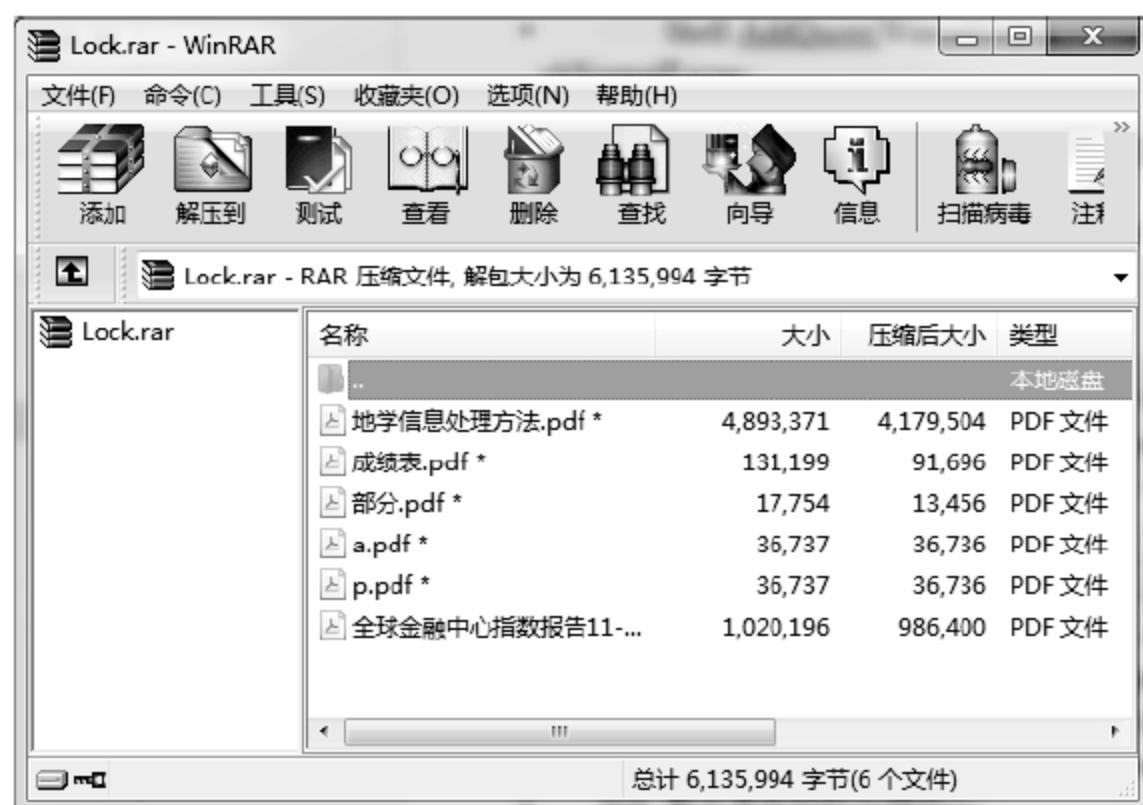 Lock.rar - WinRAR
文件(F) 命令(C) 工具(S) 收藏夹(O) 选项(N) 帮助(H)
添加 解压到 测试 查看 删除 查找 向导 信息 扫描病毒
Lock.rar - RAR 压缩文件, 解包大小为 6,135,994 字节
Lock.rar
名称 大小 压缩后大小 类型
.. 本地磁盘
地学信息处理方法.pdf * 4,893,371 4,179,504 PDF 文件
成绩表.pdf * 131,199 91,696 PDF 文件
部分.pdf * 17,754 13,456 PDF 文件
a.pdf * 36,737 36,736 PDF 文件
p.pdf * 36,737 36,736 PDF 文件
全球金融中心指数报告11-... 1,020,196 986,400 PDF 文件
总计 6,135,994 字节(6 个文件)